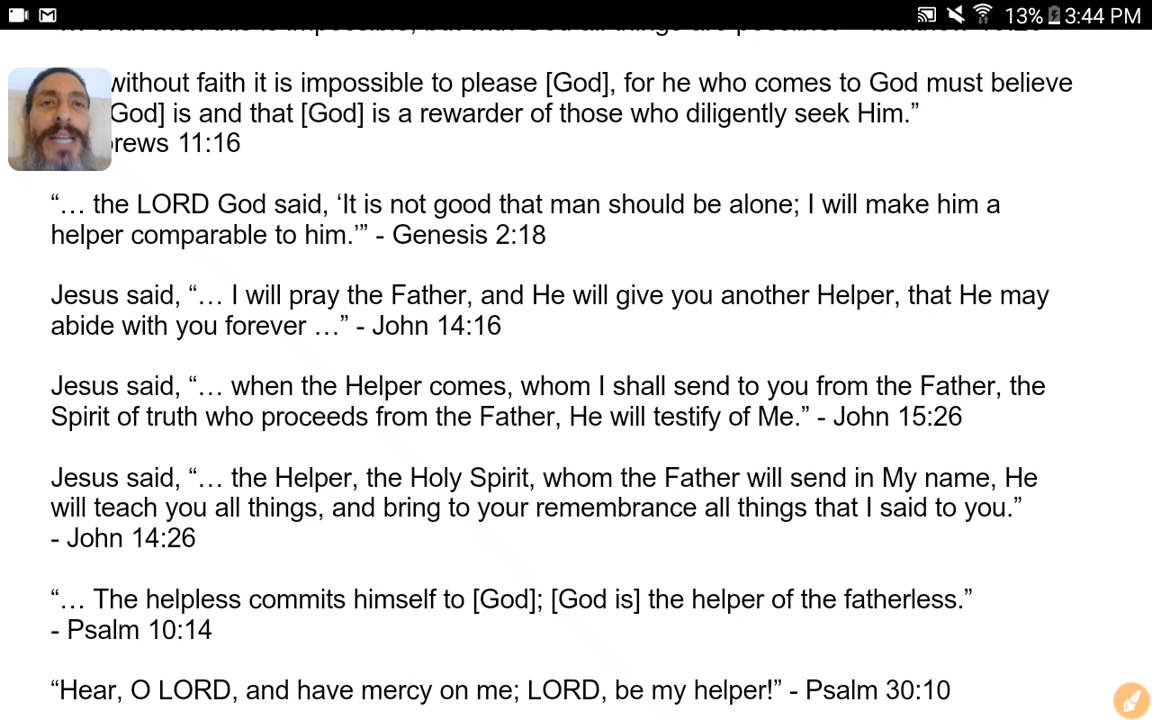 13% 3:44 PM
without faith it is impossible to please [God], for he who comes to God must believe
God] is and that [God] is a rewarder of those who diligently seek Him.”
rews 11:16
“… the LORD God said, ‘It is not good that man should be alone; I will make him a
helper comparable to him.’” - Genesis 2:18
Jesus said, “… I will pray the Father, and He will give you another Helper, that He may
abide with you forever …” - John 14:16
Jesus said, “… when the Helper comes, whom I shall send to you from the Father, the
Spirit of truth who proceeds from the Father, He will testify of Me.” - John 15:26
Jesus said, “… the Helper, the Holy Spirit, whom the Father will send in My name, He
will teach you all things, and bring to your remembrance all things that I said to you.”
- John 14:26
“… The helpless commits himself to [God]; [God is] the helper of the fatherless.”
- Psalm 10:14
“Hear, O LORD, and have mercy on me; LORD, be my helper!” - Psalm 30:10